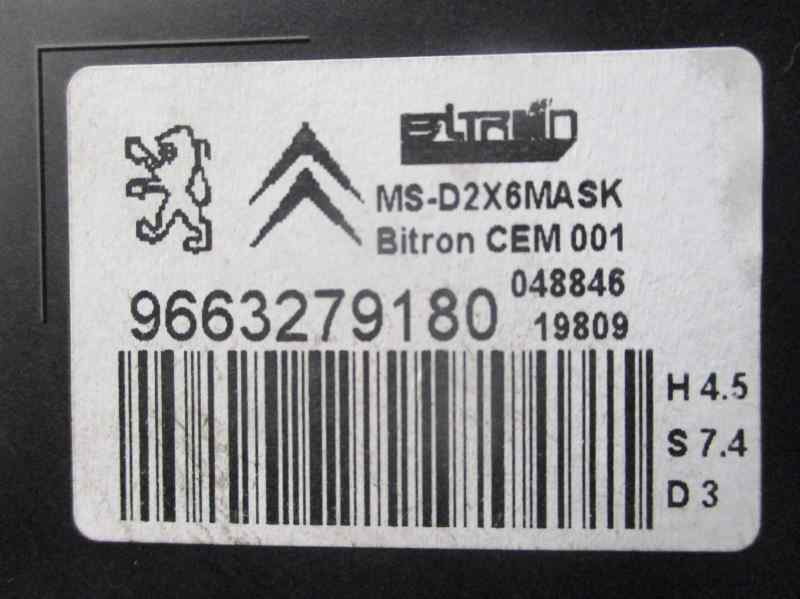 BITRON
MS-D2X6MASK
Bitron CEM 001
048846
9663279180
19809
H 4.5
S 7.4
D 3